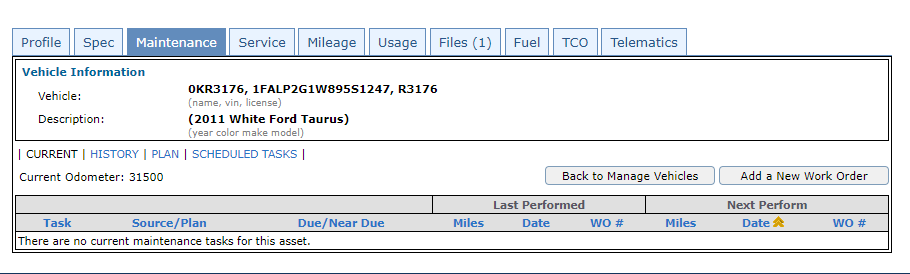 Profile Spec Maintenance Service Mileage Usage Files (1) Fuel TCO Telematics
Vehicle Information
Vehicle: 0KR3176, 1FALP2G1W895S1247, R3176
(name, vin, license)
Description: (2011 White Ford Taurus)
(year color make model)
| CURRENT | HISTORY | PLAN | SCHEDULED TASKS |
Current Odometer: 31500 Back to Manage Vehicles Add a New Work Order
Last Performed Next Perform
Task Source/Plan Due/Near Due Miles Date WO # Miles Date WO #
There are no current maintenance tasks for this asset.